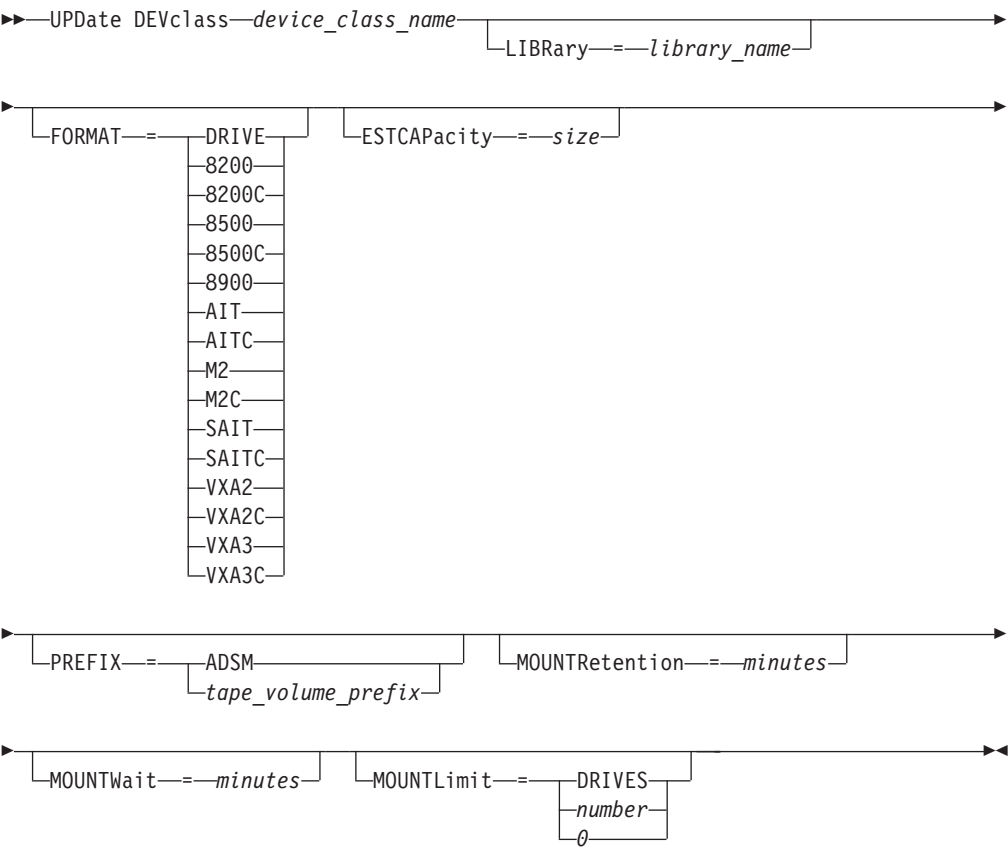 UPDate DEVclass device_class_name
LIBRary = library_name
FORMAT = DRIVE
8200
8200C
8500
8500C
8900
AIT
AITC
M2
M2C
SAIT
SAITC
VXA2
VXA2C
VXA3
VXA3C
ESTCAPacity = size
PREFIX = ADSM
tape_volume_prefix
MOUNTRetention = minutes
MOUNTWait = minutes
MOUNTLimit = DRIVES
number
0